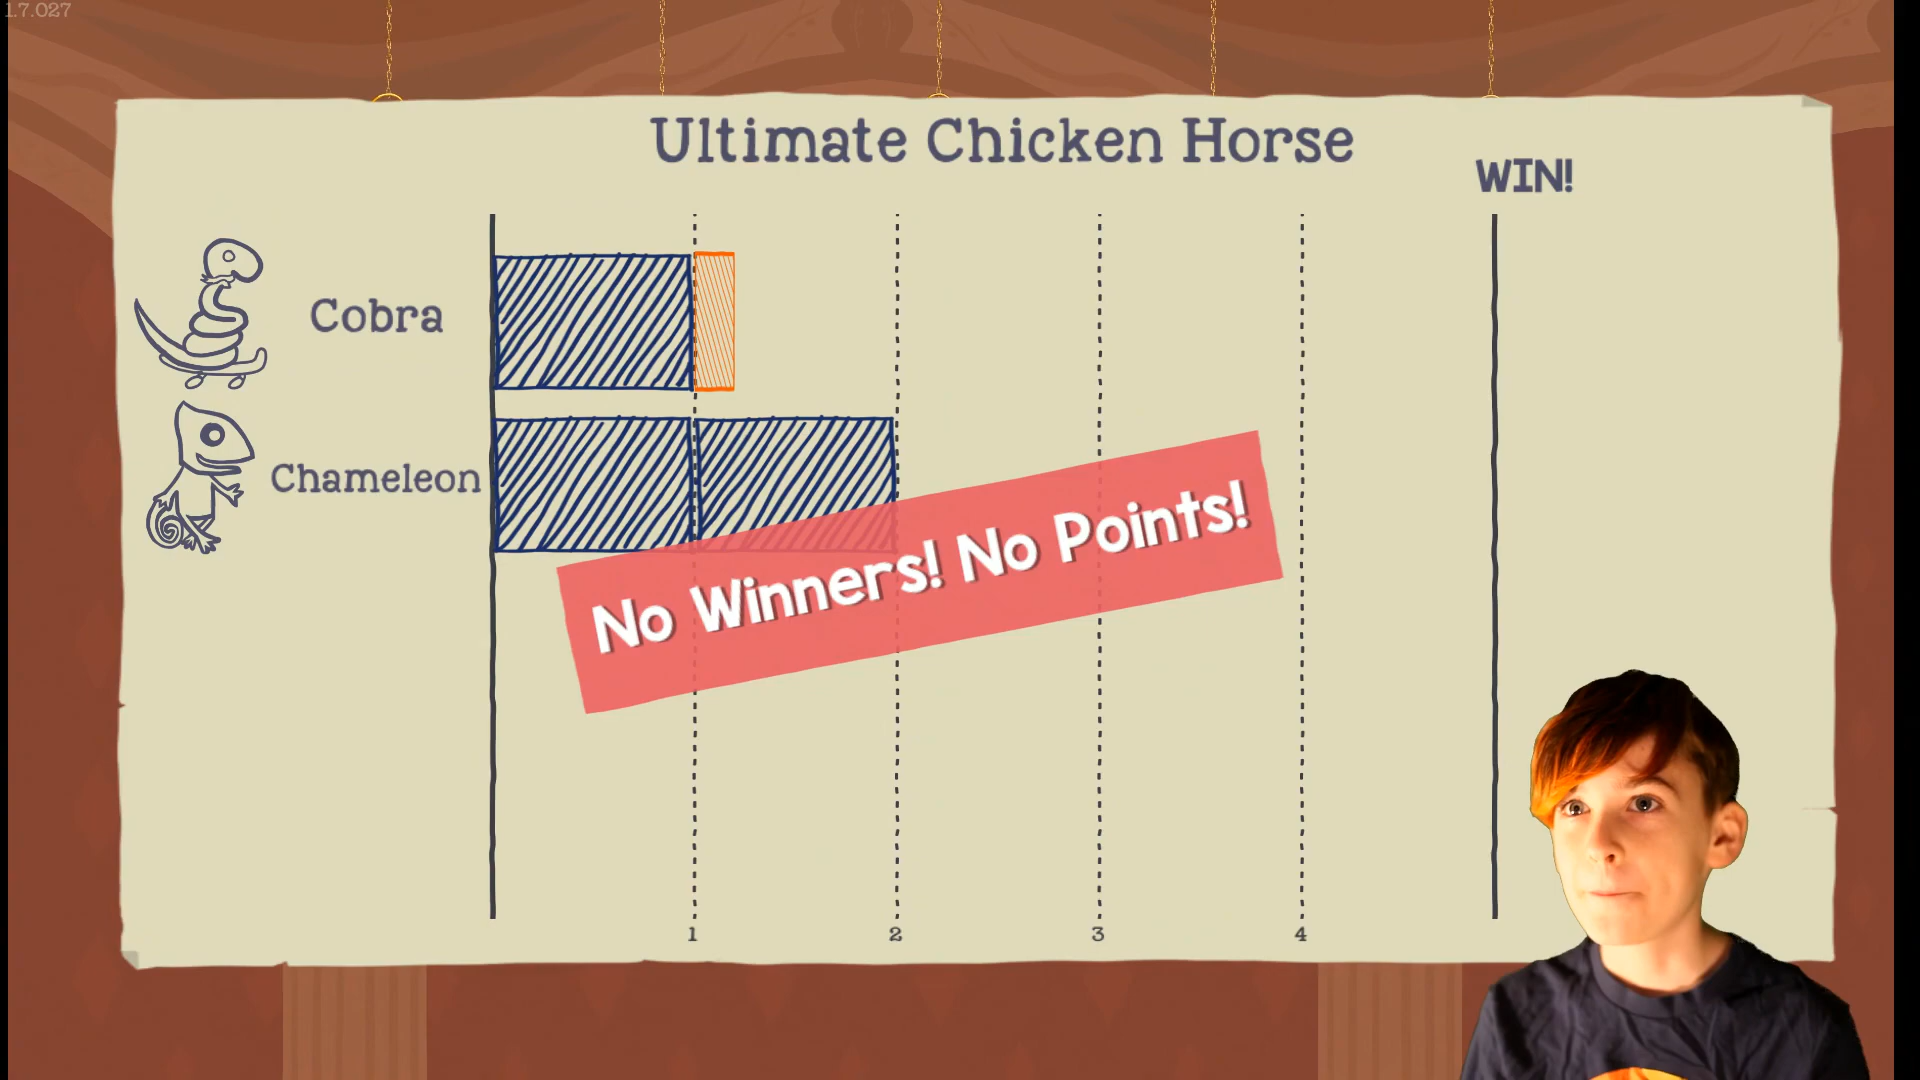 1.7.027
Ultimate Chicken Horse
WIN!
Cobra
Chameleon
No Winners! No Points!
1 2 3 4